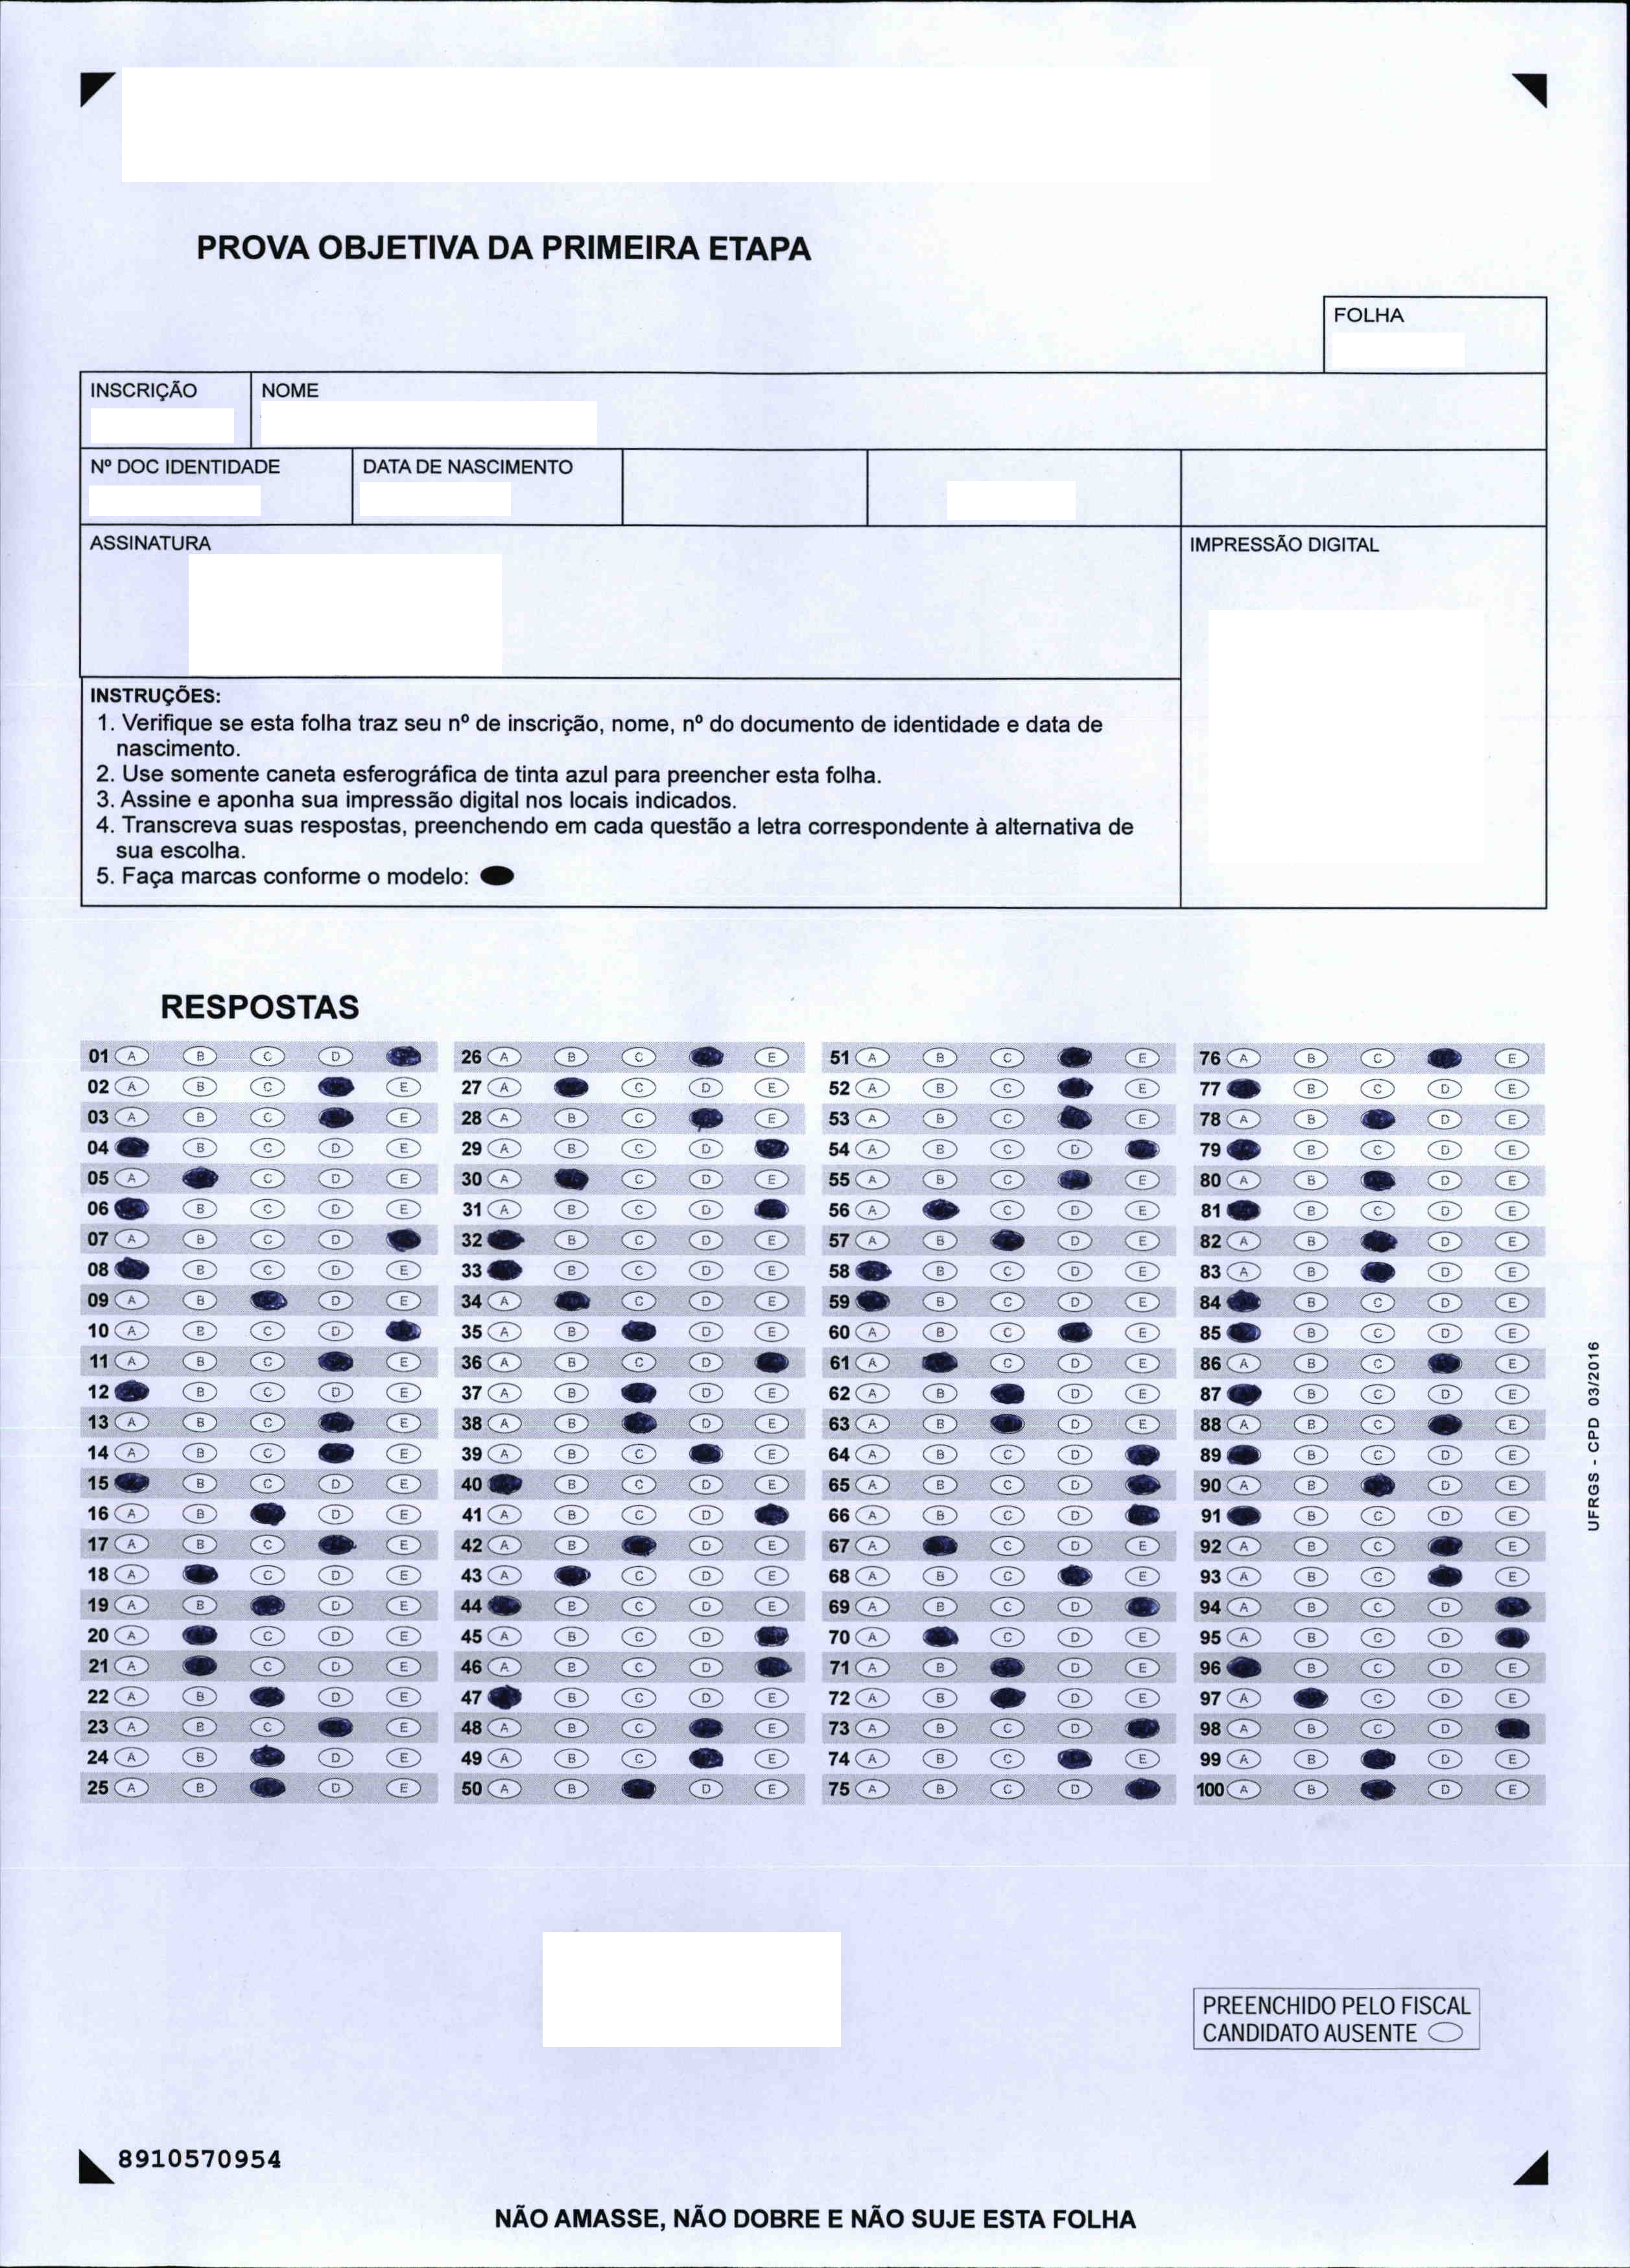 PROVA OBJETIVA DA PRIMEIRA ETAPA
FOLHA
INSCRIÇÃO NOME
Nº DOC IDENTIDADE DATA DE NASCIMENTO
ASSINATURA IMPRESSÃO DIGITAL
INSTRUÇÕES:
1. Verifique se esta folha traz seu nº de inscrição, nome, nº do documento de identidade e data de
nascimento.
2. Use somente caneta esferográfica de tinta azul para preencher esta folha.
3. Assine e aponha sua impressão digital nos locais indicados.
4. Transcreva suas respostas, preenchendo em cada questão a letra correspondente à alternativa de
sua escolha.
5. Faça marcas conforme o modelo:
RESPOSTAS
01 A B C D 26 A B C E 51 A B C E 76 A B C E
02 A B C E 27 A C D E 52 A B C E 77 B C D E
03 A B C E 28 A B C E 53 A B C E 78 A B D E
04 B C D E 29 A B C D 54 A B C D 79 B C D E
05 A C D E 30 A C D E 55 A B C E 80 A B D E
06 B C D E 31 A B C D 56 A C D E 81 B C D E
07 A B C D 32 B C D E 57 A B D E 82 A B D E
08 B C D E 33 B C D E 58 B C D E 83 A B D E
09 A B D E 34 A C D E 59 B C D E 84 B C D E
10 A B C D 35 A B D E 60 A B C E 85 B C D E
11 A B C E 36 A B C D 61 A C D E 86 A B C E
12 B C D E 37 A B D E 62 A B D E 87 B C D E
13 A B C E 38 A B D E 63 A B D E 88 A B C E
14 A B C E 39 A B C E 64 A B C D 89 B C D E
15 B C D E 40 B C D E 65 A B C D 90 A B D E
16 A B D E 41 A B C D 66 A B C D 91 B C D E
17 A B C E 42 A B D E 67 A C D E 92 A B C E
18 A C D E 43 A C D E 68 A B C E 93 A B C E
19 A B D E 44 B C D E 69 A B C D 94 A B C D
20 A C D E 45 A B C D 70 A C D E 95 A B C D
21 A C D E 46 A B C D 71 A B D E 96 B C D E
22 A B D E 47 B C D E 72 A B D E 97 A C D E
23 A B C E 48 A B C E 73 A B C D 98 A B C D
24 A B D E 49 A B C E 74 A B C E 99 A B D E
25 A B D E 50 A B D E 75 A B C D 100 A B D E
UFRGS - CPD 03/2016
PREENCHIDO PELO FISCAL
CANDIDATO AUSENTE
8910570954
NÃO AMASSE, NÃO DOBRE E NÃO SUJE ESTA FOLHA